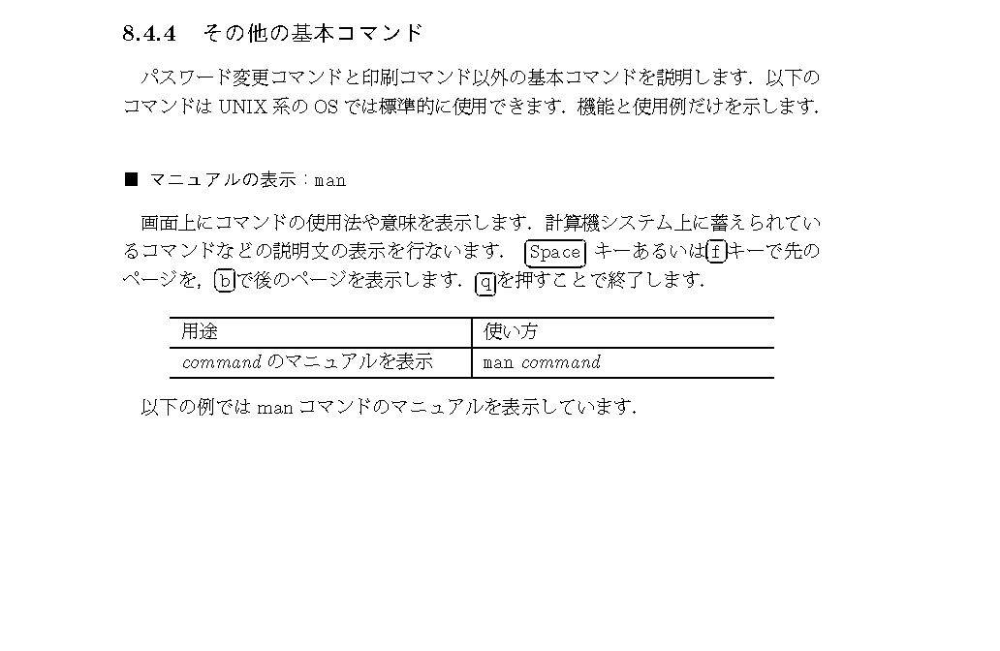 8.4.4 その他の基本コマンド
パスワード変更コマンドと印刷コマンド以外の基本コマンドを説明します．以下の
コマンドは UNIX 系の OS では標準的に使用できます．機能と使用例だけを示します．
■ マニュアルの表示：man
画面上にコマンドの使用法や意味を表示します．計算機システム上に蓄えられてい
るコマンドなどの説明文の表示を行ないます． Space キーあるいは f キーで先の
ページを， b で後のページを表示します． q を押すことで終了します．
用途 使い方
command のマニュアルを表示 man command
以下の例では man コマンドのマニュアルを表示しています．